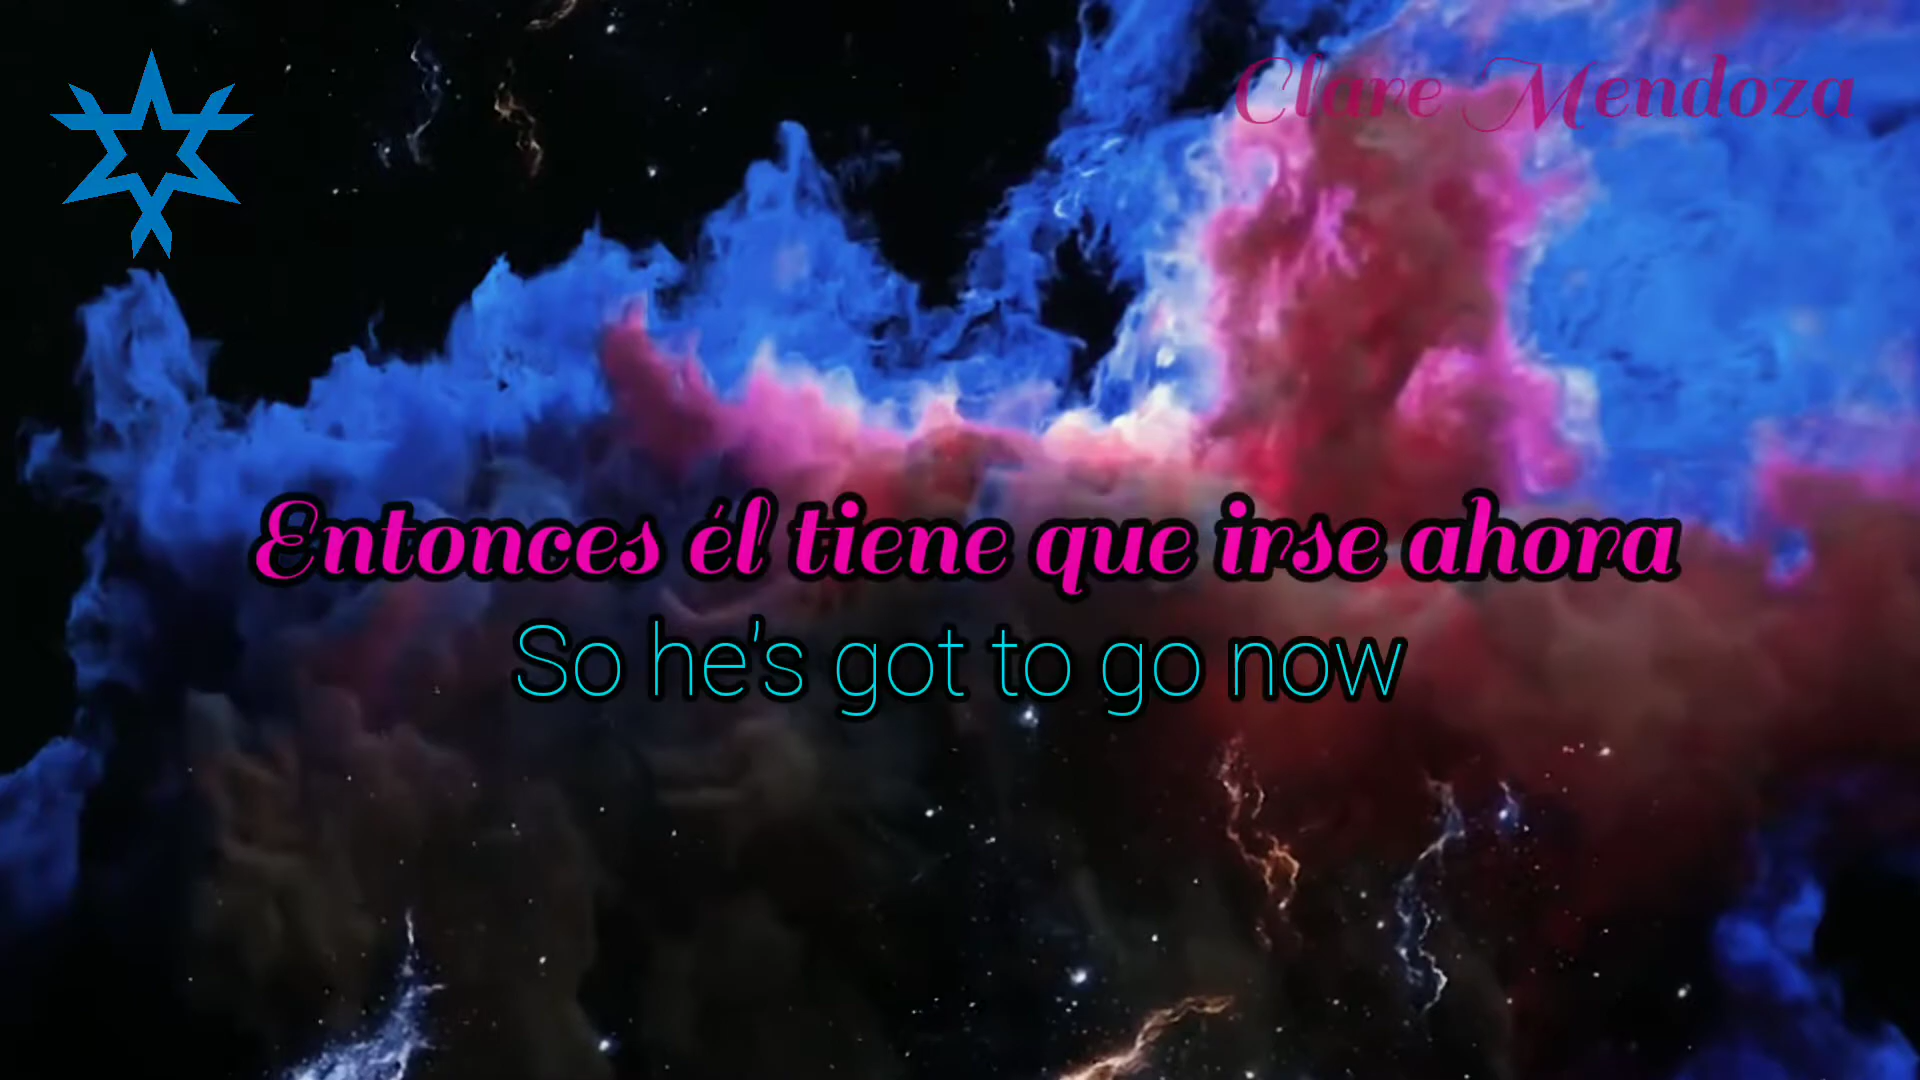 Clare Mendoza
Entonces él tiene que irse ahora
So he's got to go now